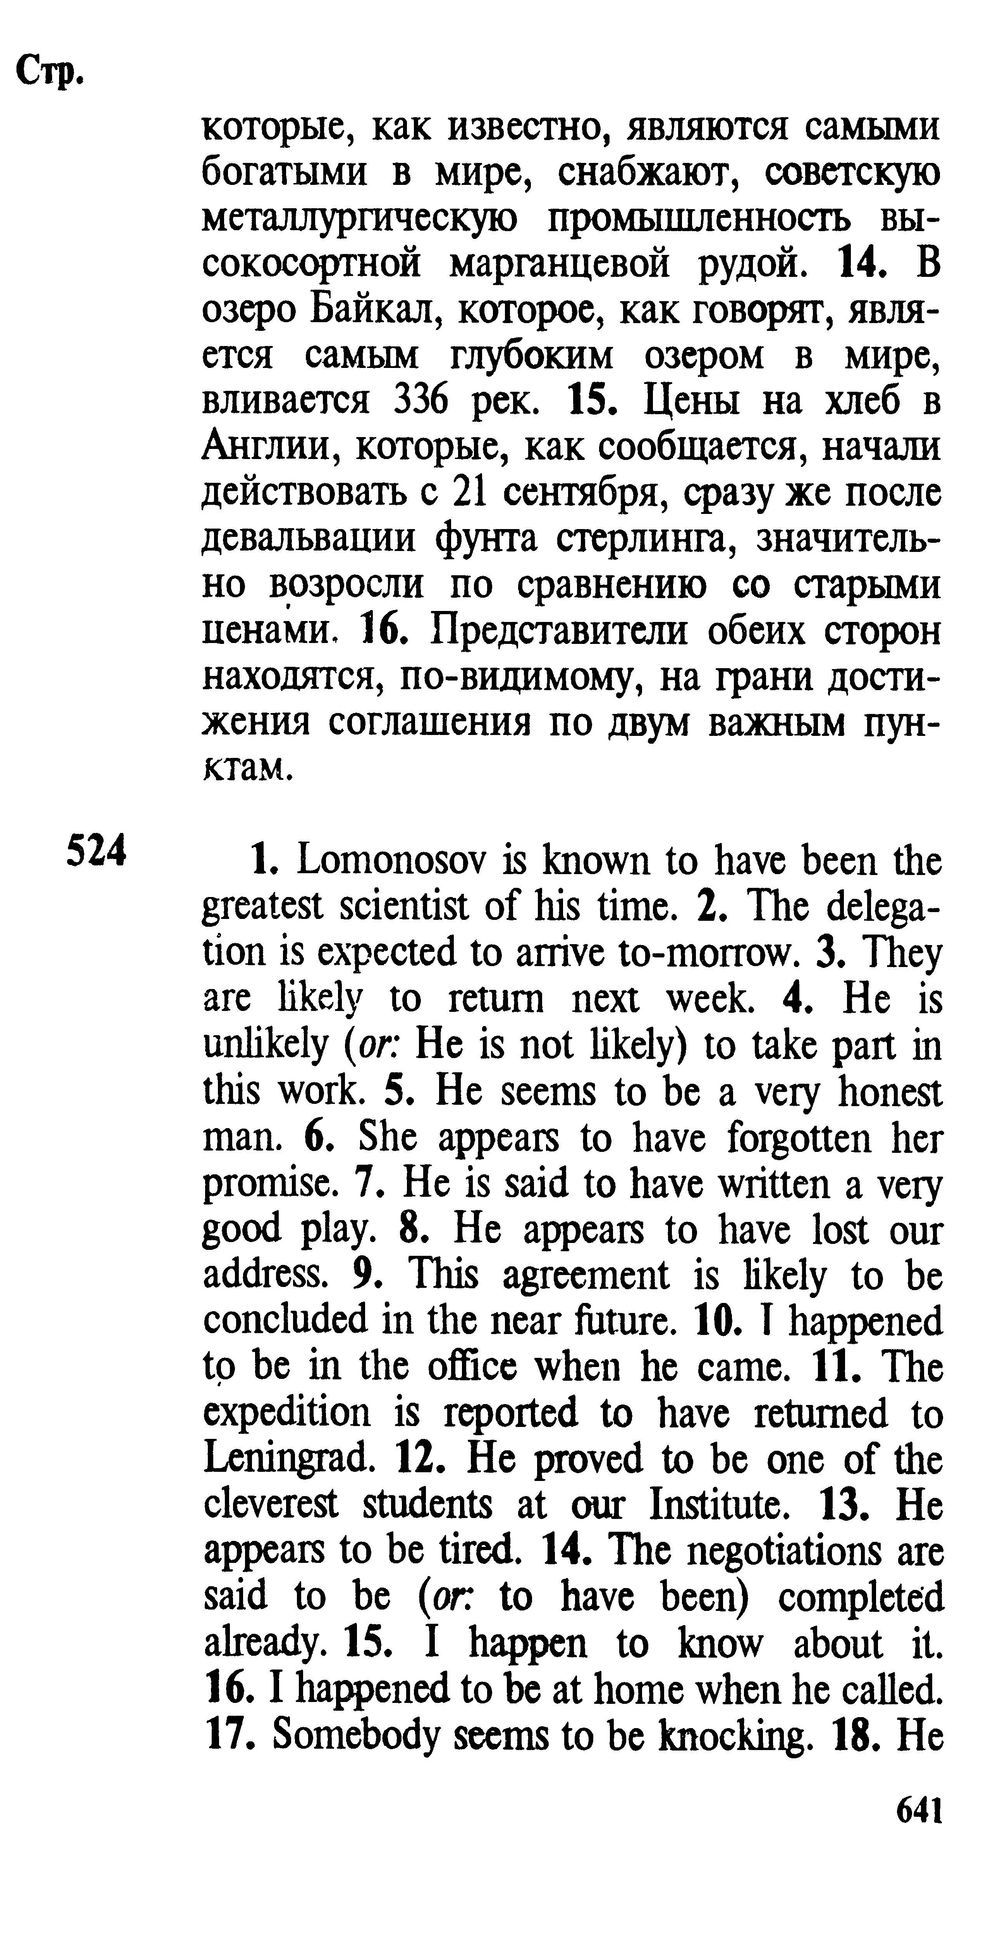 Стр.
которые, как известно, являются самыми
богатыми в мире, снабжают, советскую
металлургическую промышленность вы-
сокосортной марганцевой рудой. 14. В
озеро Байкал, которое, как говорят, явля-
ется самым глубоким озером в мире,
вливается 336 рек. 15. Цены на хлеб в
Англии, которые, как сообщается, начали
действовать с 21 сентября, сразу же после
девальвации фунта стерлинга, значитель-
но возросли по сравнению со старыми
ценами. 16. Представители обеих сторон
находятся, по-видимому, на грани дости-
жения соглашения по двум важным пун-
ктам.
524
1. Lomonosov is known to have been the
greatest scientist of his time. 2. The delega-
tion is expected to arrive to-morrow. 3. They
are likely to return next week. 4. He is
unlikely (or: He is not likely) to take part in
this work. 5. He seems to be a very honest
man. 6. She appears to have forgotten her
promise. 7. He is said to have written a very
good play. 8. He appears to have lost our
address. 9. This agreement is likely to be
concluded in the near future. 10. I happened
to be in the office when he came. 11. The
expedition is reported to have returned to
Leningrad. 12. He proved to be one of the
cleverest students at our Institute. 13. He
appears to be tired. 14. The negotiations are
said to be (or: to have been) completed
already. 15. I happen to know about it.
16. I happened to be at home when he called.
17. Somebody seems to be knocking. 18. He
641